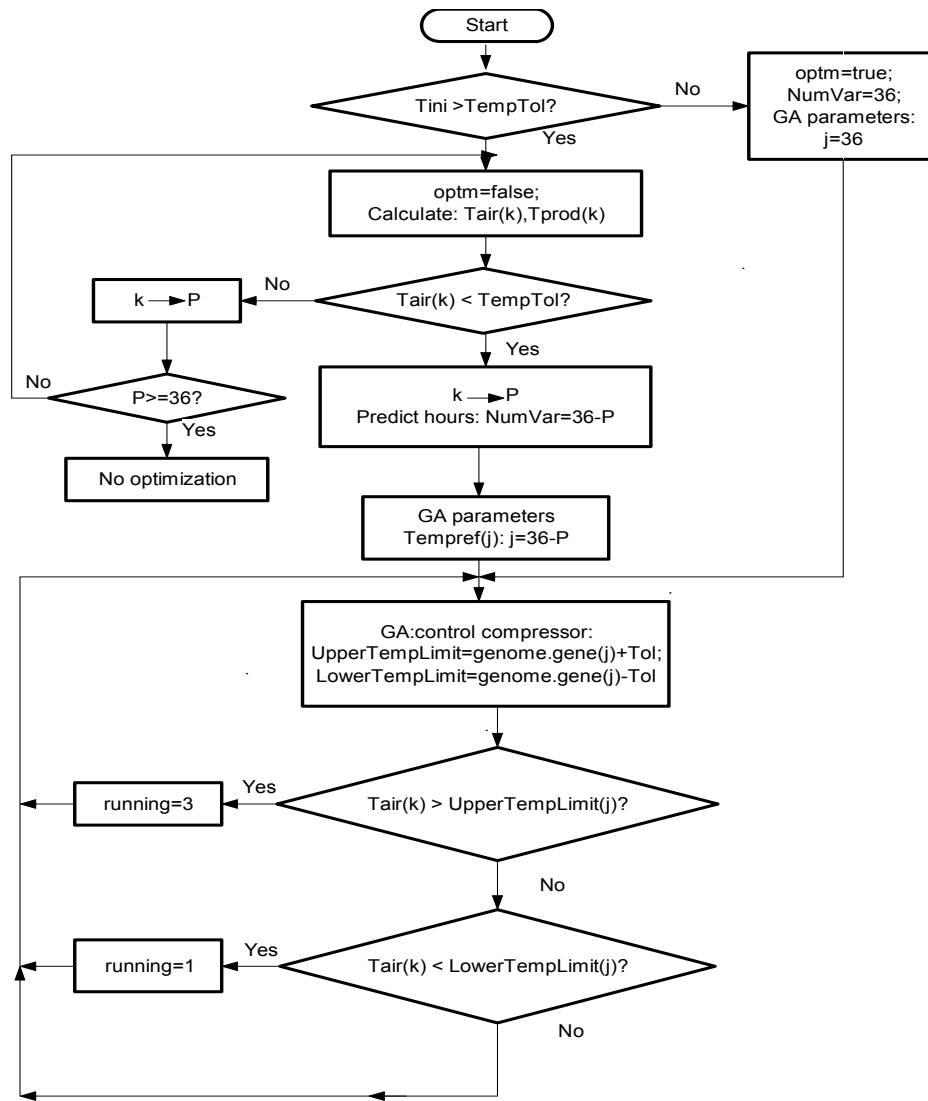 Start
Tini >TempTol?
No
optm=true;
NumVar=36;
GA parameters:
j=36
Yes
optm=false;
Calculate: Tair(k),Tprod(k)
Tair(k) < TempTol?
No
k P
Yes
No
P>=36?
k P
Predict hours: NumVar=36-P
Yes
No optimization
GA parameters
Tempref(j): j=36-P
GA:control compressor:
UpperTempLimit=genome.gene(j)+Tol;
LowerTempLimit=genome.gene(j)-Tol
Tair(k) > UpperTempLimit(j)?
Yes
running=3
No
Tair(k) < LowerTempLimit(j)?
Yes
running=1
No